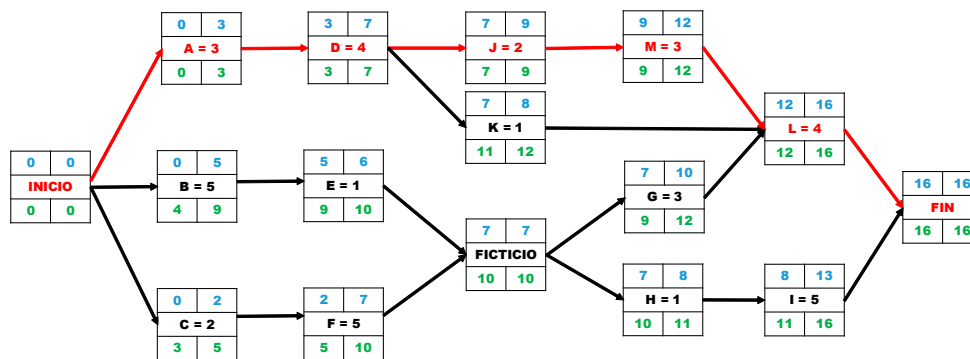 0 3
A = 3
0 3
3 7
D = 4
3 7
7 9
J = 2
7 9
9 12
M = 3
9 12
7 8
K = 1
11 12
12 16
L = 4
12 16
0 0
INICIO
0 0
0 5
B = 5
4 9
5 6
E = 1
9 10
7 10
G = 3
9 12
16 16
FIN
16 16
7 7
FICTICIO
10 10
0 2
C = 2
3 5
2 7
F = 5
5 10
7 8
H = 1
10 11
8 13
I = 5
11 16